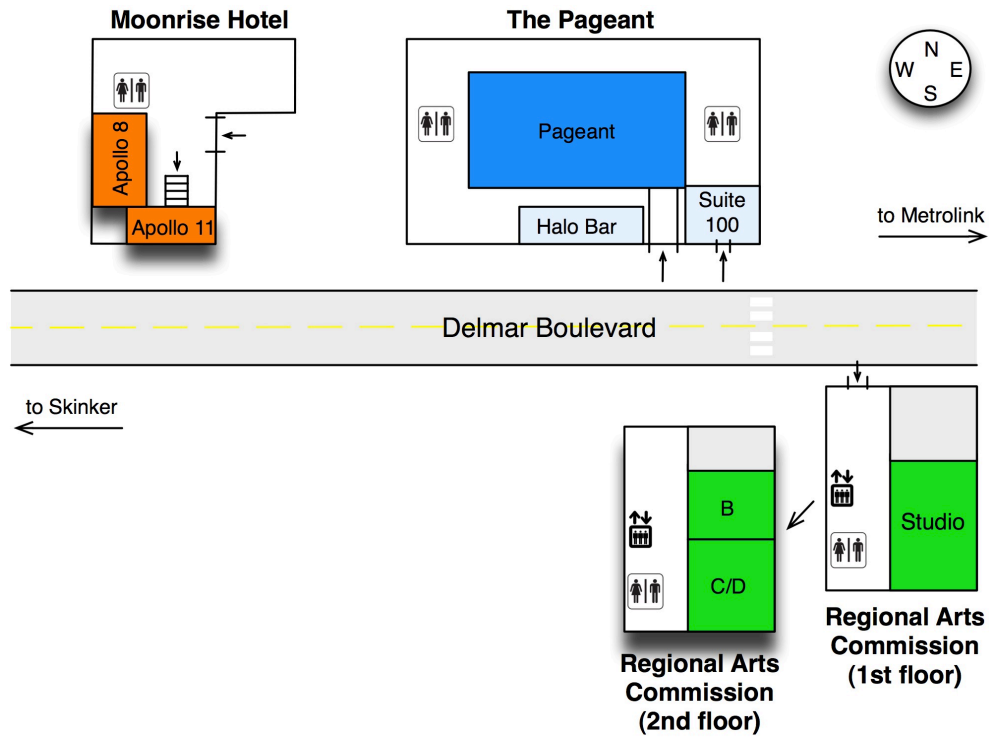 Moonrise Hotel
The Pageant
N
W E
S
Apollo 8
Pageant
Apollo 11
Halo Bar
Suite
100
to Metrolink
Delmar Boulevard
to Skinker
B
C/D
Studio
Regional Arts
Commission
(1st floor)
Regional Arts
Commission
(2nd floor)